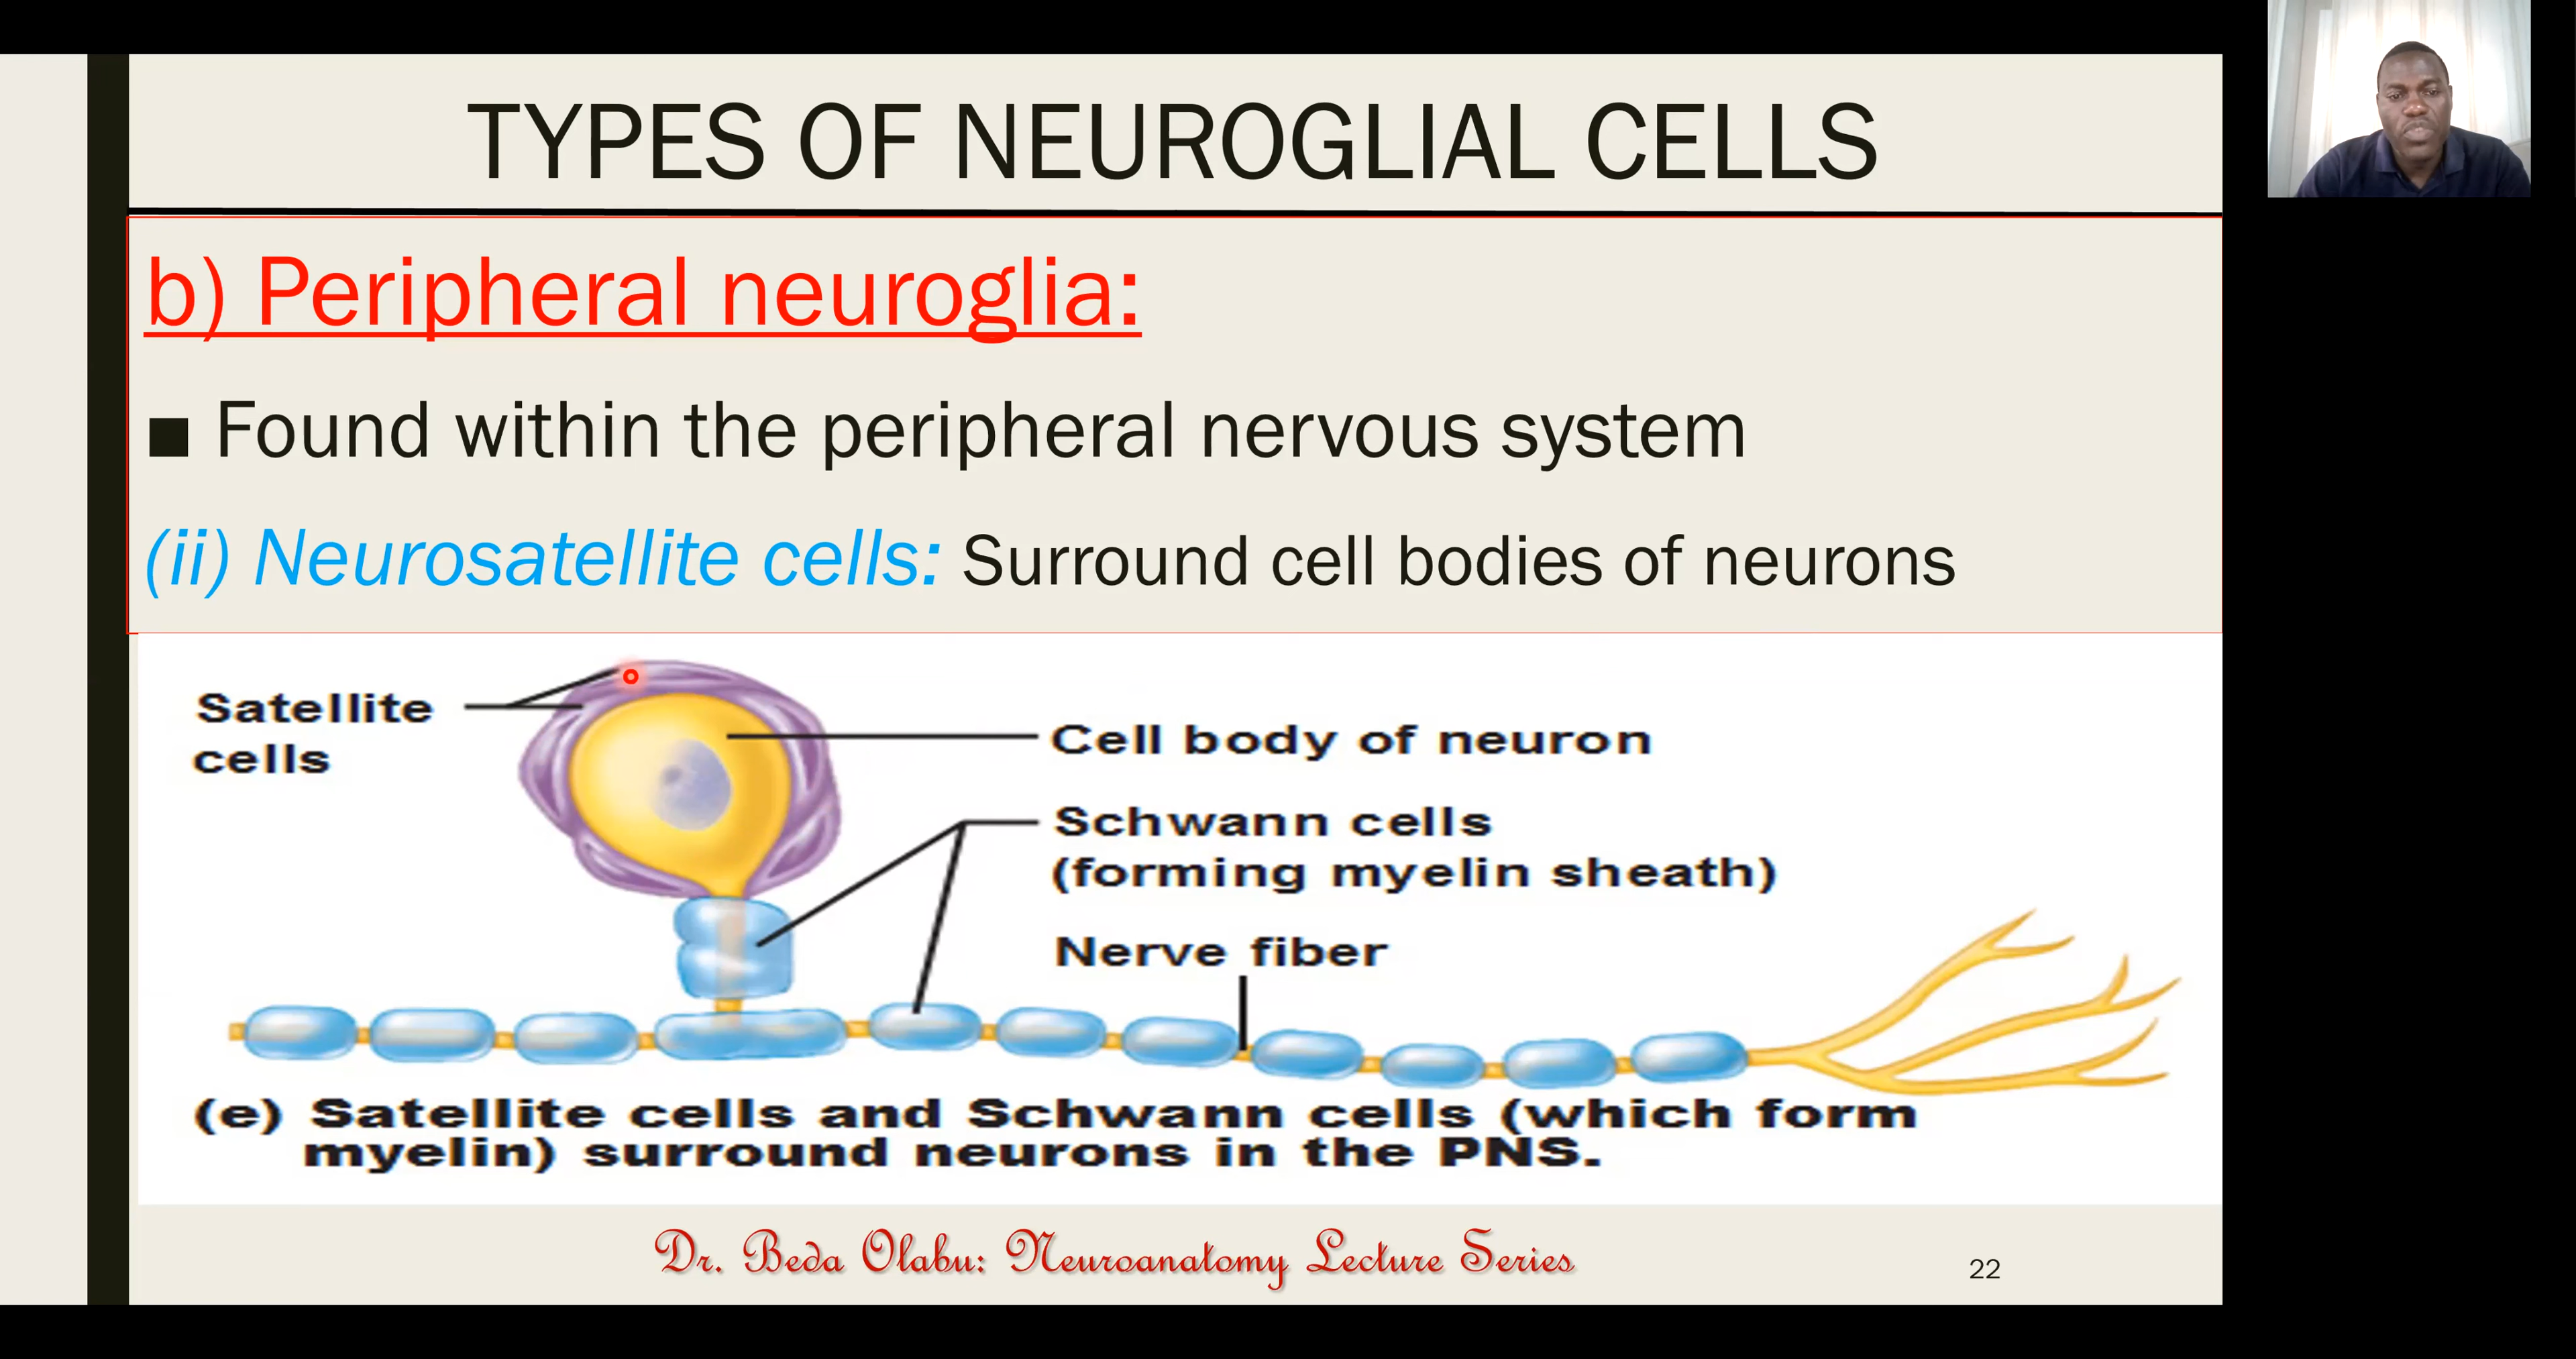 TYPES OF NEUROGLIAL CELLS
b) Peripheral neuroglia:
■ Found within the peripheral nervous system
(ii) Neurosatellite cells: Surround cell bodies of neurons
Satellite
cells
Cell body of neuron
Schwann cells
(forming myelin sheath)
Nerve fiber
(e) Satellite cells and Schwann cells (which form
myelin) surround neurons in the PNS.
Dr. Beda Olabu: Neuroanatomy Lecture Series
22